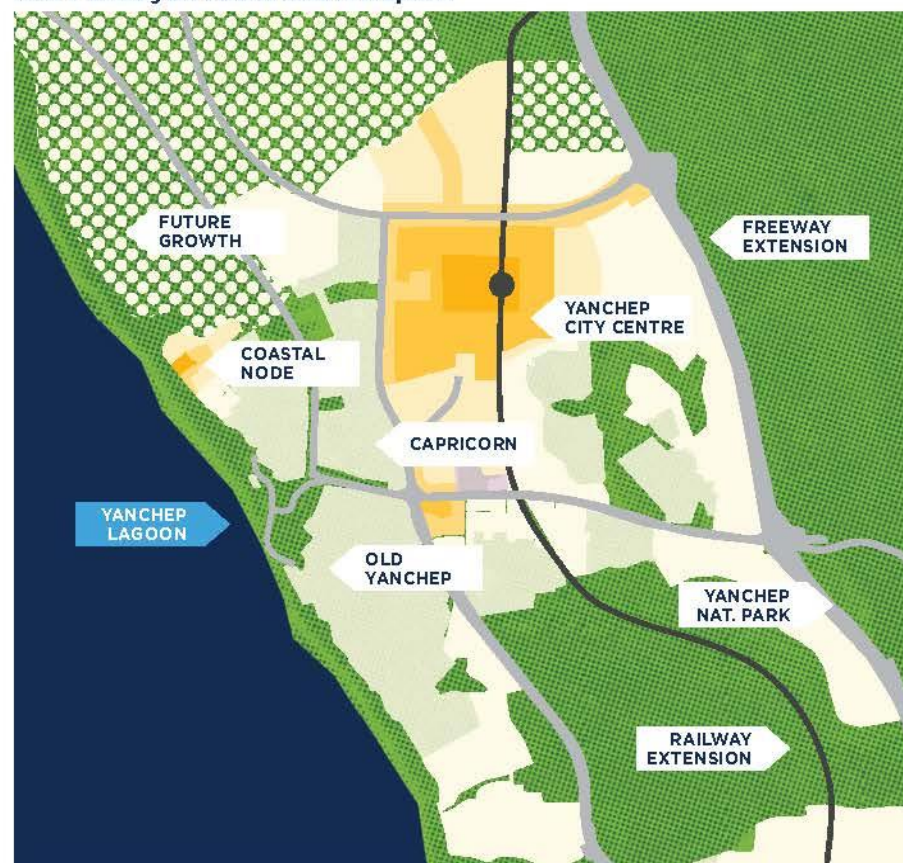 FUTURE
GROWTH
FREEWAY
EXTENSION
YANCHEP
CITY CENTRE
COASTAL
NODE
CAPRICORN
YANCHEP
LAGOON
OLD
YANCHEP
YANCHEP
NAT. PARK
RAILWAY
EXTENSION